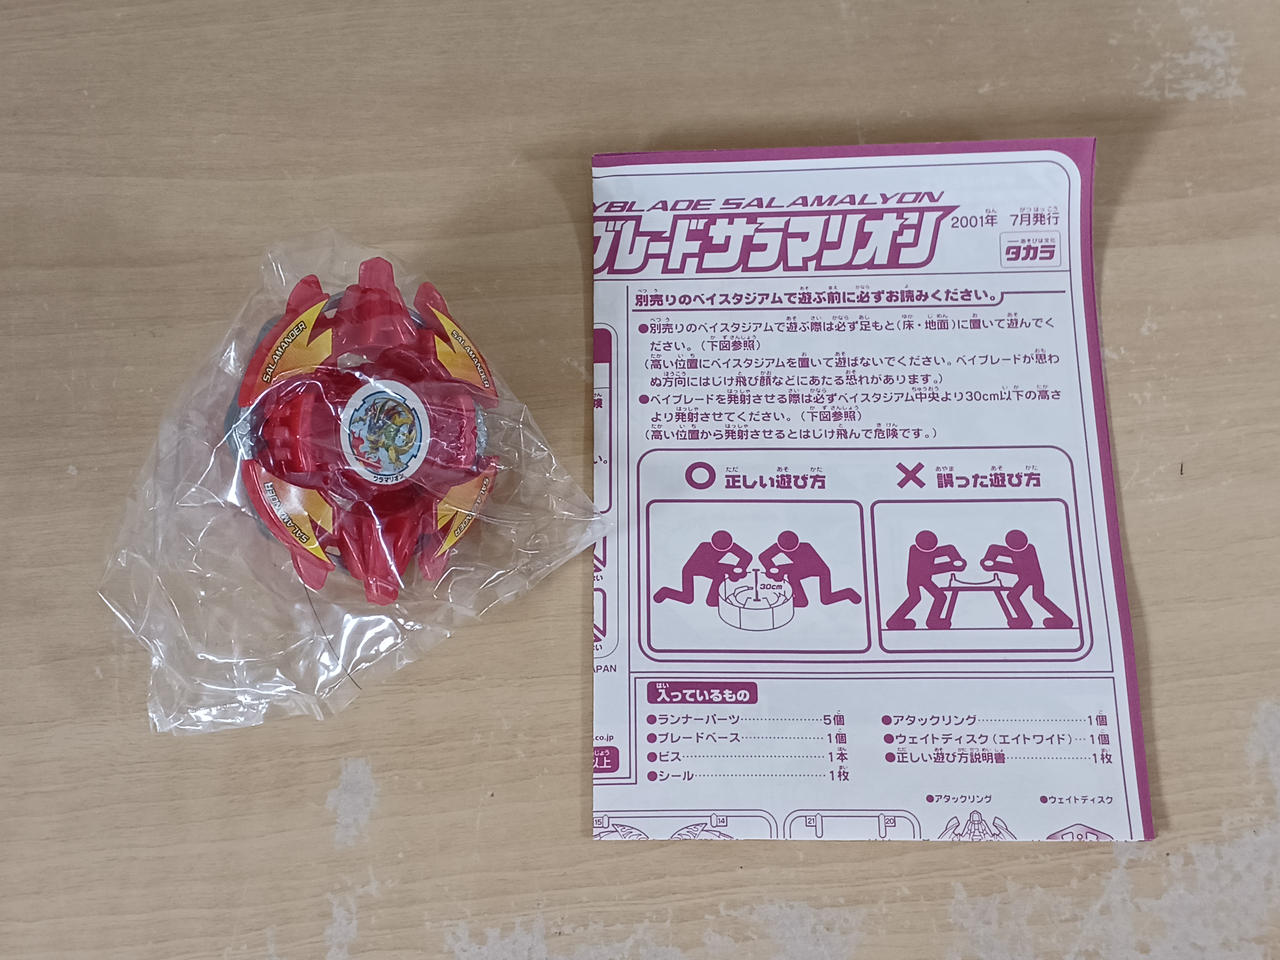 SALAMANDER
SALAMANDER
SALAMANDER
サラマリオン
YBLADE SALAMALYON
ブレードサラマリオン
2001年 7月発行
あそびは文化
タカラ
別売りのベイスタジアムで遊ぶ前に必ずお読みください。
●別売りのベイスタジアムで遊ぶ際は必ず足もと(床・地面)に置いて遊んでく
ださい。(下図参照)
(高い位置にベイスタジアムを置いて遊ばないでください。ベイブレードが思わ
ぬ方向にはじけ飛び顔などにあたる恐れがあります。)
●ベイブレードを発射させる際は必ずベイスタジアム中央より30cm以下の高さ
より発射させてください。(下図参照)
(高い位置から発射させるとはじけ飛んで危険です。)
正しい遊び方
誤った遊び方
30cm
APAN
.co.jp
以上
入っているもの
●ランナーパーツ 5個
●ブレードベース 1個
●ビス 1本
●シール 1枚
●アタックリング 1個
●ウェイトディスク(エイトワイド) 1個
●正しい遊び方説明書 1枚
●アタックリング
●ウェイトディスク
15
14
21
20